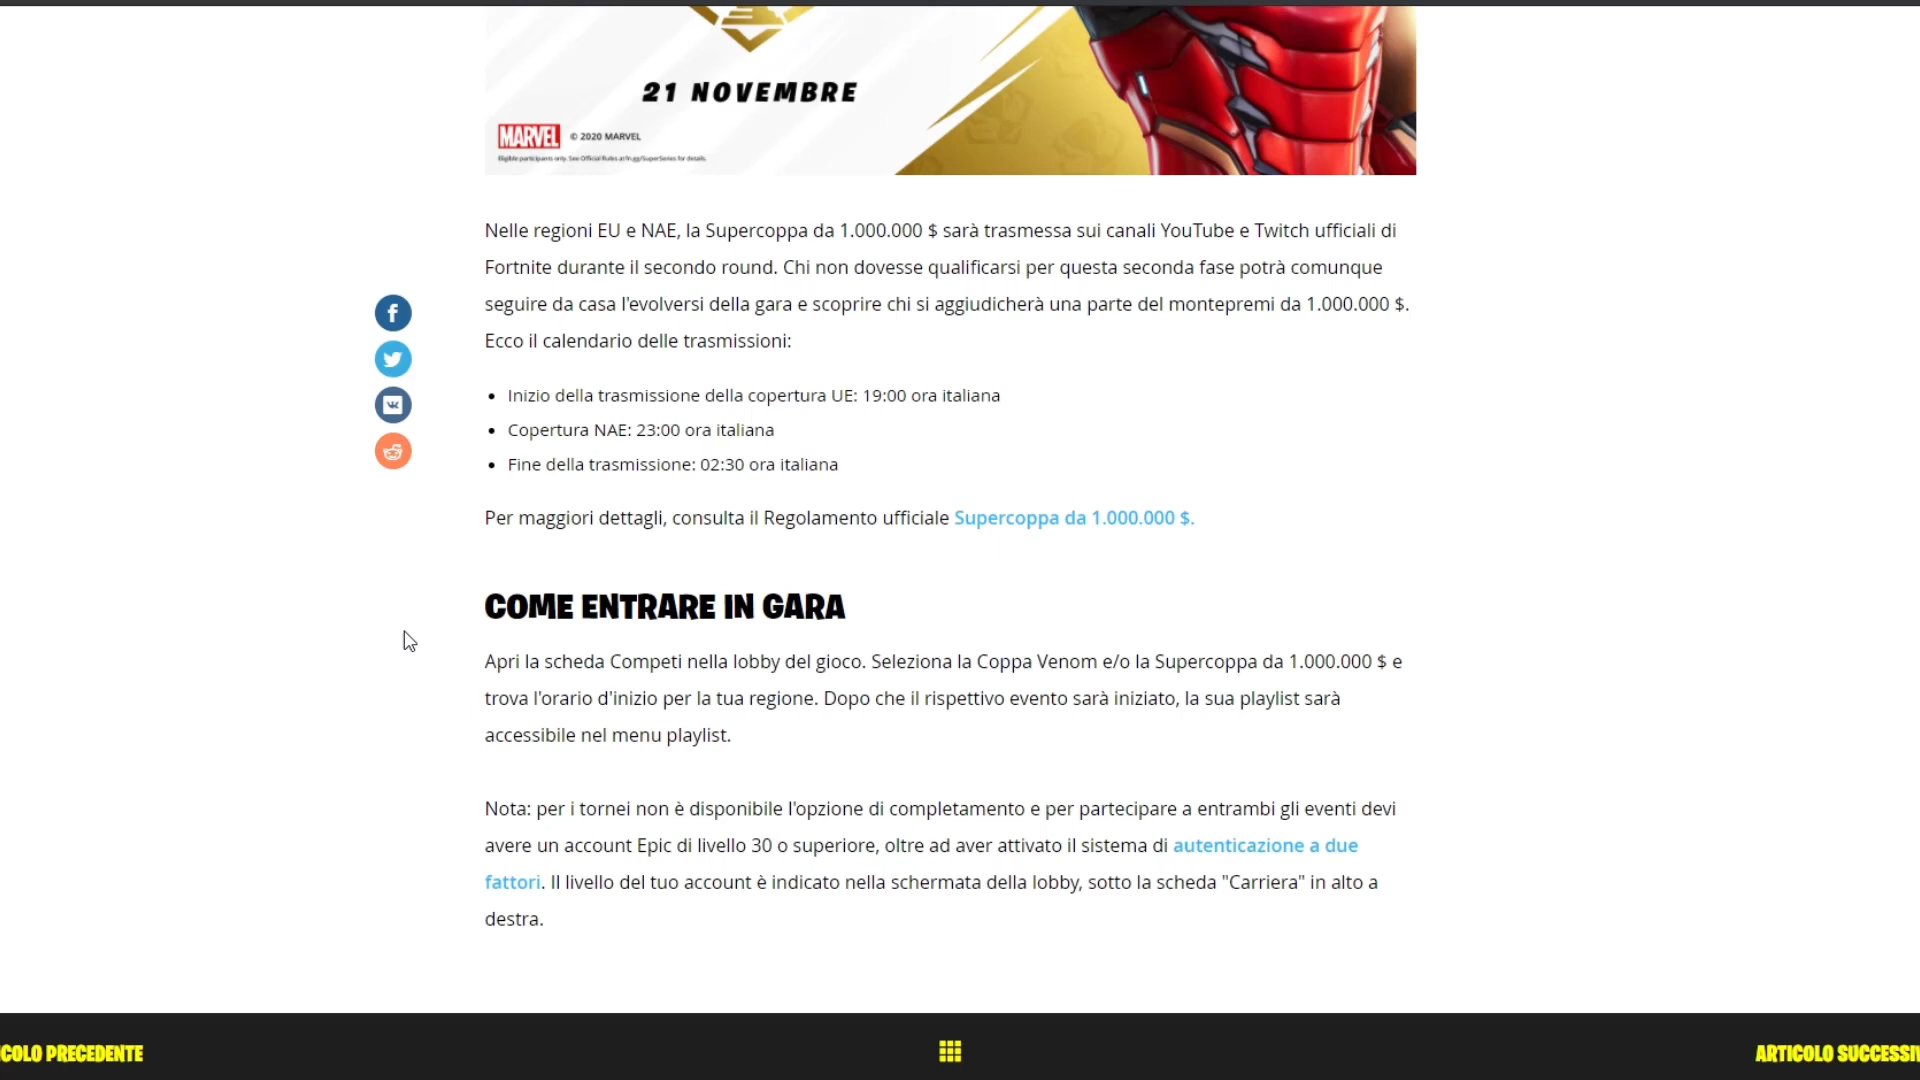 21 NOVEMBRE
MARVEL © 2020 MARVEL
Eligible participants only. See Official Rules at fn.gg/SuperSeries for details.
Nelle regioni EU e NAE, la Supercoppa da 1.000.000 $ sarà trasmessa sui canali YouTube e Twitch ufficiali di
Fortnite durante il secondo round. Chi non dovesse qualificarsi per questa seconda fase potrà comunque
seguire da casa l'evolversi della gara e scoprire chi si aggiudicherà una parte del montepremi da 1.000.000 $.
Ecco il calendario delle trasmissioni:
• Inizio della trasmissione della copertura UE: 19:00 ora italiana
• Copertura NAE: 23:00 ora italiana
• Fine della trasmissione: 02:30 ora italiana
Per maggiori dettagli, consulta il Regolamento ufficiale Supercoppa da 1.000.000 $.
COME ENTRARE IN GARA
Apri la scheda Competi nella lobby del gioco. Seleziona la Coppa Venom e/o la Supercoppa da 1.000.000 $ e
trova l'orario d'inizio per la tua regione. Dopo che il rispettivo evento sarà iniziato, la sua playlist sarà
accessibile nel menu playlist.
Nota: per i tornei non è disponibile l'opzione di completamento e per partecipare a entrambi gli eventi devi
avere un account Epic di livello 30 o superiore, oltre ad aver attivato il sistema di autenticazione a due
fattori. Il livello del tuo account è indicato nella schermata della lobby, sotto la scheda "Carriera" in alto a
destra.
ICOLO PRECEDENTE
ARTICOLO SUCCESSIV